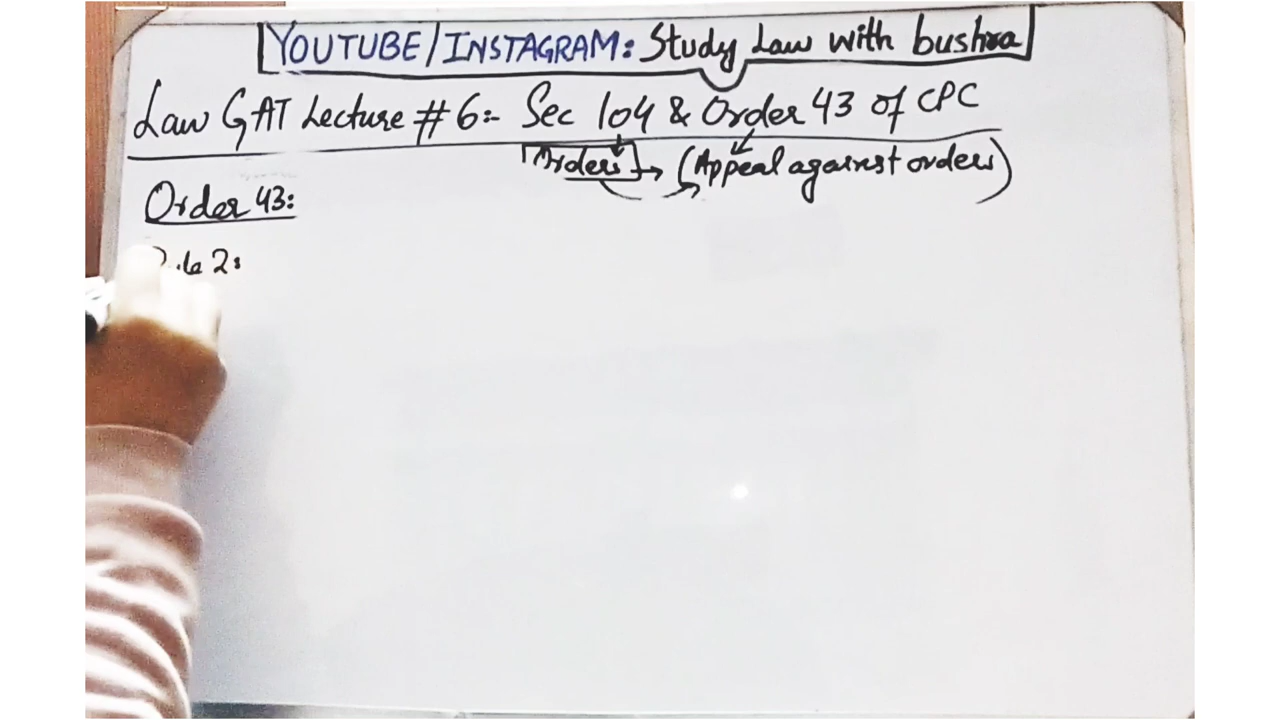 YOUTUBE/INSTAGRAM: Study Law with bushra
Law GAT Lecture # 6:- Sec 104 & Order 43 of CPC
Orders → (Appeal against orders)
Order 43:
2: